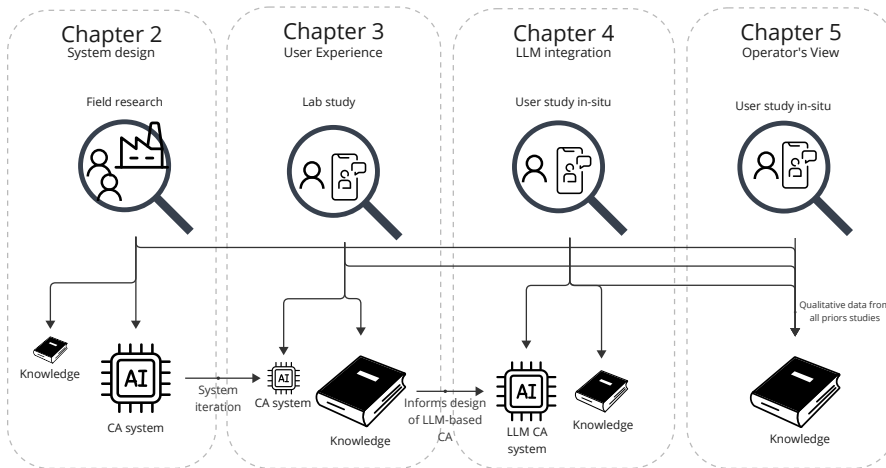 Chapter 2
System design
Chapter 3
User Experience
Chapter 4
LLM integration
Chapter 5
Operator's View
Field research
Lab study
User study in-situ
User study in-situ
Qualitative data from
all priors studies
Knowledge
AI
CA system
System
iteration
AI
CA system
Knowledge
Informs design
of LLM-based
CA
AI
LLM CA
system
Knowledge
Knowledge